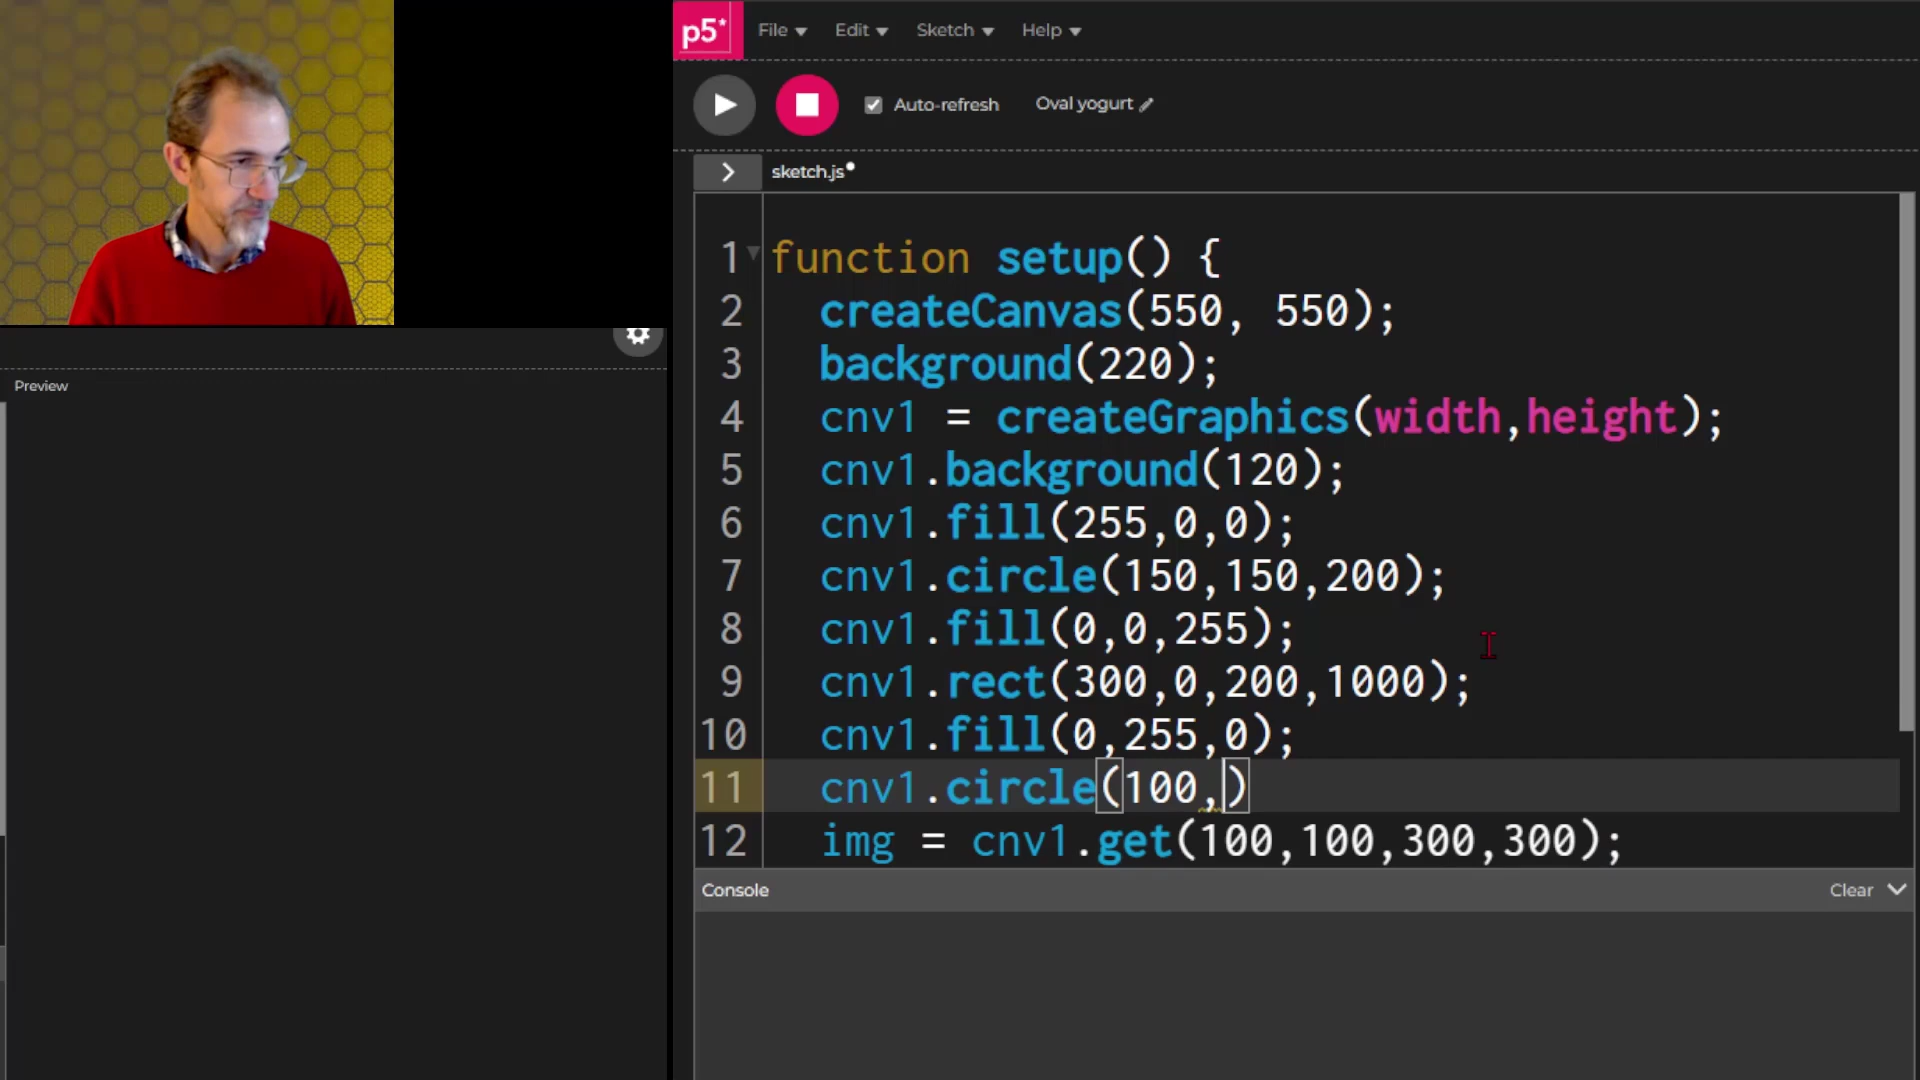 p5* File Edit Sketch Help
Auto-refresh Oval yogurt
sketch.js
Preview
1 function setup() {
2 createCanvas(550, 550);
3 background(220);
4 cnv1 = createGraphics(width,height);
5 cnv1.background(120);
6 cnv1.fill(255,0,0);
7 cnv1.circle(150,150,200);
8 cnv1.fill(0,0,255);
9 cnv1.rect(300,0,200,1000);
10 cnv1.fill(0,255,0);
11 cnv1.circle(100,)
12 img = cnv1.get(100,100,300,300);
Console Clear